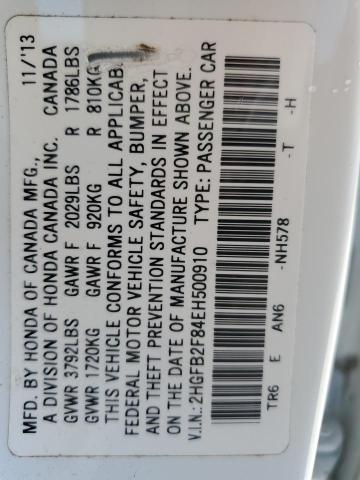 MFD. BY HONDA OF CANADA MFG., 11/'13
A DIVISION OF HONDA CANADA INC. CANADA
GVWR 3792LBS GAWR F 2029LBS R 1786LBS
GVWR 1720KG GAWR F 920KG R 810KG
THIS VEHICLE CONFORMS TO ALL APPLICAB
FEDERAL MOTOR VEHICLE SAFETY, BUMPER,
AND THEFT PREVENTION STANDARDS IN EFFECT
ON THE DATE OF MANUFACTURE SHOWN ABOVE.
V.I.N.: 2HGFB2F84EH500910 TYPE: PASSENGER CAR
TR6 E AN6 -NH578 -T -H